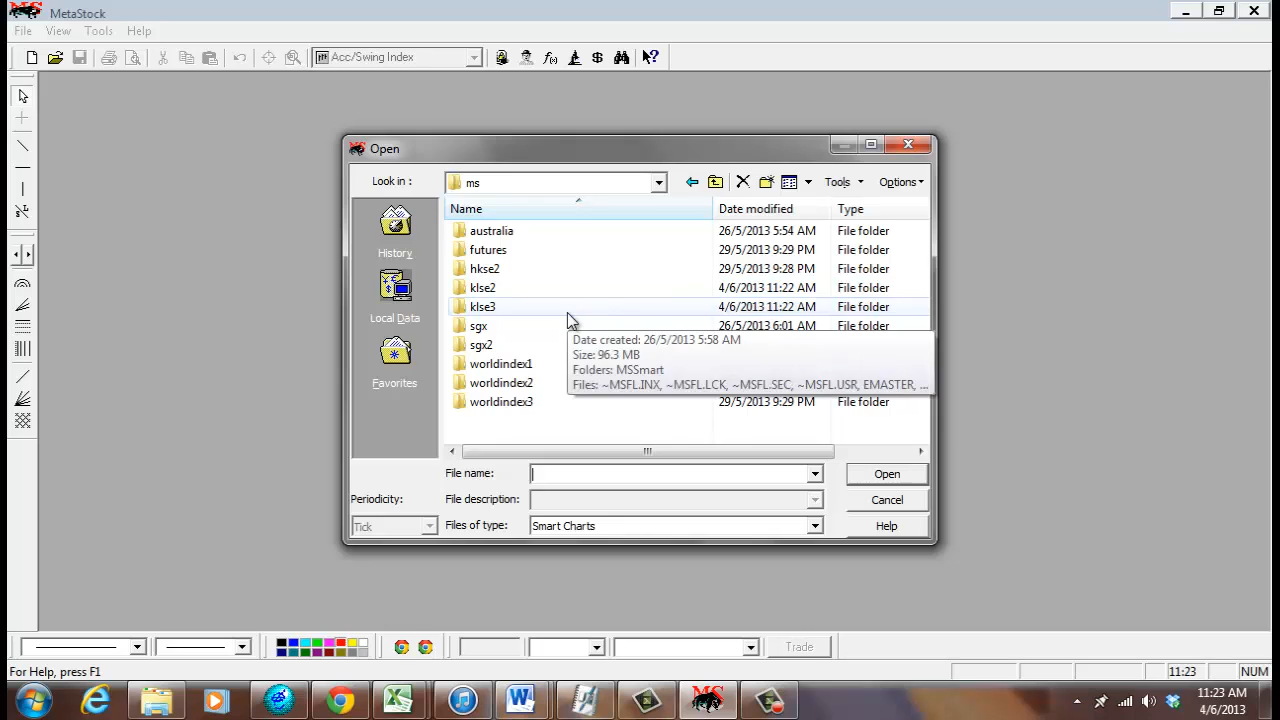 MS MetaStock
File View Tools Help
Acc/Swing Index
f(x) $ ?
MS Open
Look in: ms Tools Options
Name Date modified Type
History
Local Data
Favorites
australia 26/5/2013 5:54 AM File folder
futures 29/5/2013 9:29 PM File folder
hkse2 29/5/2013 9:28 PM File folder
klse2 4/6/2013 11:22 AM File folder
klse3 4/6/2013 11:22 AM File folder
sgx 26/5/2013 6:01 AM File folder
sgx2
worldindex1
worldindex2
worldindex3 29/5/2013 9:29 PM File folder
Date created: 26/5/2013 5:58 AM
Size: 96.3 MB
Folders: MSSmart
Files: ~MSFL.INX, ~MSFL.LCK, ~MSFL.SEC, ~MSFL.USR, EMASTER, ...
File name: Open
Periodicity: File description: Cancel
Tick Files of type: Smart Charts Help
Trade
For Help, press F1 11:23 NUM
MS 11:23 AM
4/6/2013